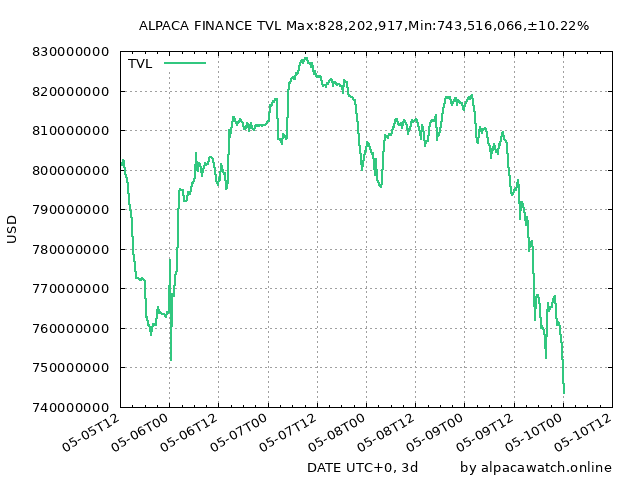 ALPACA FINANCE TVL Max:828,202,917,Min:743,516,066,±10.22%
TVL
830000000
820000000
810000000
800000000
790000000
780000000
770000000
760000000
750000000
740000000
USD
05-05T12
05-06T00
05-06T12
05-07T00
05-07T12
05-08T00
05-08T12
05-09T00
05-09T12
05-10T00
05-10T12
DATE UTC+0, 3d
by alpacawatch.online